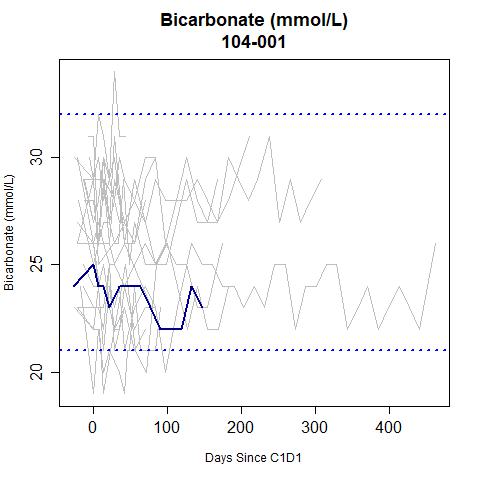 Bicarbonate (mmol/L)
104-001
Bicarbonate (mmol/L)
30
25
20
0 100 200 300 400
Days Since C1D1